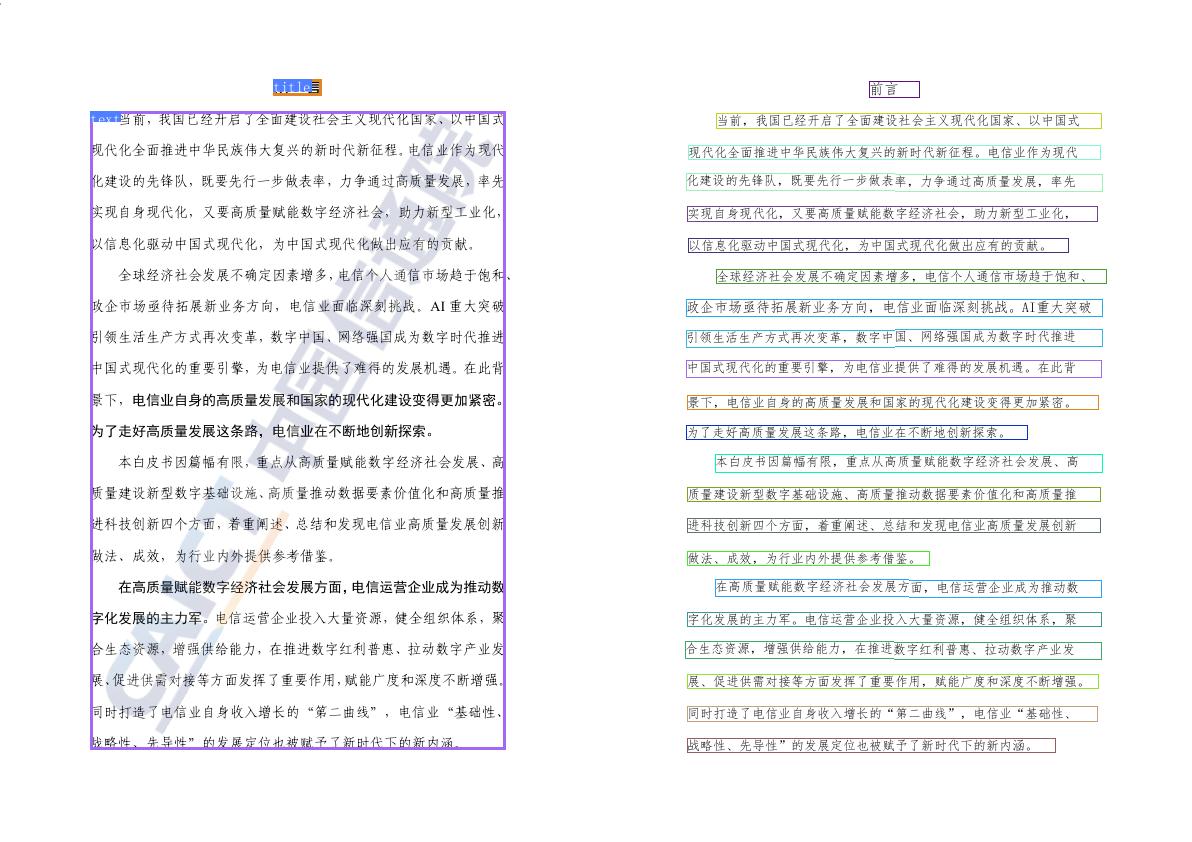 title
text当前，我国已经开启了全面建设社会主义现代化国家、以中国式
现代化全面推进中华民族伟大复兴的新时代新征程。电信业作为现代
化建设的先锋队，既要先行一步做表率，力争通过高质量发展，率先
实现自身现代化，又要高质量赋能数字经济社会，助力新型工业化，
以信息化驱动中国式现代化，为中国式现代化做出应有的贡献。
全球经济社会发展不确定因素增多，电信个人通信市场趋于饱和、
政企市场亟待拓展新业务方向，电信业面临深刻挑战。AI 重大突破
引领生活生产方式再次变革，数字中国、网络强国成为数字时代推进
中国式现代化的重要引擎，为电信业提供了难得的发展机遇。在此背
景下，电信业自身的高质量发展和国家的现代化建设变得更加紧密。
为了走好高质量发展这条路，电信业在不断地创新探索。
本白皮书因篇幅有限，重点从高质量赋能数字经济社会发展、高
质量建设新型数字基础设施、高质量推动数据要素价值化和高质量推
进科技创新四个方面，着重阐述、总结和发现电信业高质量发展创新
做法、成效，为行业内外提供参考借鉴。
在高质量赋能数字经济社会发展方面，电信运营企业成为推动数
字化发展的主力军。电信运营企业投入大量资源，健全组织体系，聚
合生态资源，增强供给能力，在推进数字红利普惠、拉动数字产业发
展、促进供需对接等方面发挥了重要作用，赋能广度和深度不断增强。
同时打造了电信业自身收入增长的“第二曲线”，电信业“基础性、
战略性、先导性”的发展定位也被赋予了新时代下的新内涵。
CAICT 中国信通院
前言
当前，我国已经开启了全面建设社会主义现代化国家、以中国式
现代化全面推进中华民族伟大复兴的新时代新征程。电信业作为现代
化建设的先锋队，既要先行一步做表率，力争通过高质量发展，率先
实现自身现代化，又要高质量赋能数字经济社会，助力新型工业化，
以信息化驱动中国式现代化，为中国式现代化做出应有的贡献。
全球经济社会发展不确定因素增多，电信个人通信市场趋于饱和、
政企市场亟待拓展新业务方向，电信业面临深刻挑战。AI重大突破
引领生活生产方式再次变革，数字中国、网络强国成为数字时代推进
中国式现代化的重要引擎，为电信业提供了难得的发展机遇。在此背
景下，电信业自身的高质量发展和国家的现代化建设变得更加紧密。
为了走好高质量发展这条路，电信业在不断地创新探索。
本白皮书因篇幅有限，重点从高质量赋能数字经济社会发展、高
质量建设新型数字基础设施、高质量推动数据要素价值化和高质量推
进科技创新四个方面，着重阐述、总结和发现电信业高质量发展创新
做法、成效，为行业内外提供参考借鉴。
在高质量赋能数字经济社会发展方面，电信运营企业成为推动数
字化发展的主力军。电信运营企业投入大量资源，健全组织体系，聚
合生态资源，增强供给能力，在推进数字红利普惠、拉动数字产业发
展、促进供需对接等方面发挥了重要作用，赋能广度和深度不断增强。
同时打造了电信业自身收入增长的“第二曲线”，电信业“基础性、
战略性、先导性”的发展定位也被赋予了新时代下的新内涵。